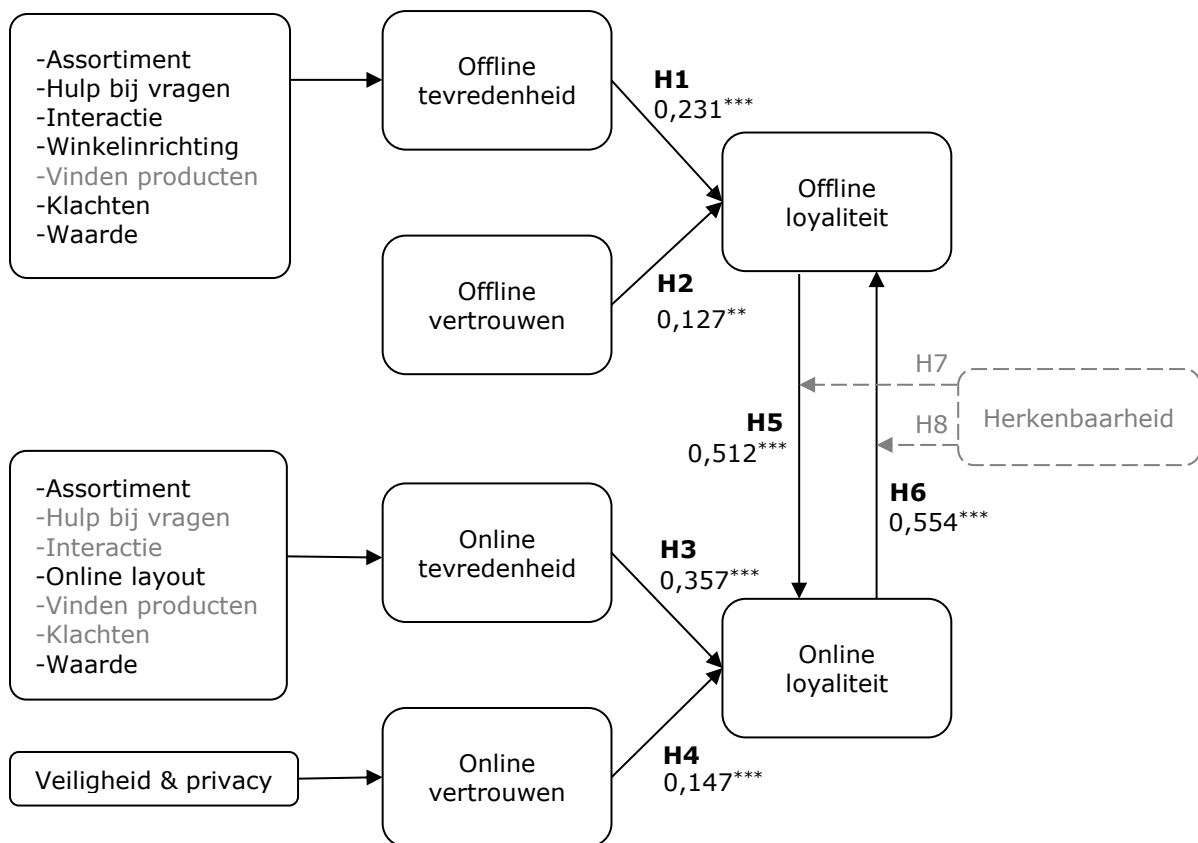 -Assortiment
-Hulp bij vragen
-Interactie
-Winkelinrichting
-Vinden producten
-Klachten
-Waarde
Offline
tevredenheid
H1
0,231***
Offline
vertrouwen
H2
0,127**
Offline
loyaliteit
H7
H8
Herkenbaarheid
H5
0,512***
H6
0,554***
-Assortiment
-Hulp bij vragen
-Interactie
-Online layout
-Vinden producten
-Klachten
-Waarde
Online
tevredenheid
H3
0,357***
Online
loyaliteit
Veiligheid & privacy
Online
vertrouwen
H4
0,147***